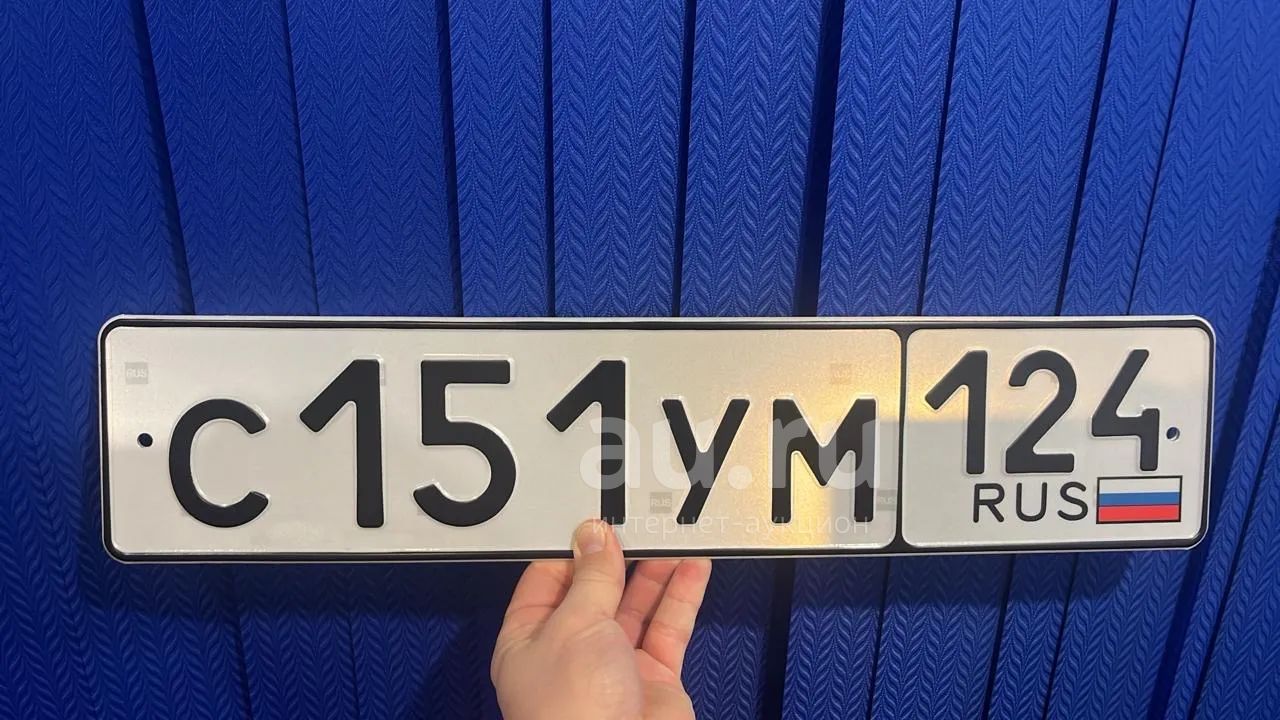 С151УМ 124
RUS
au.ru
интернет-аукцион